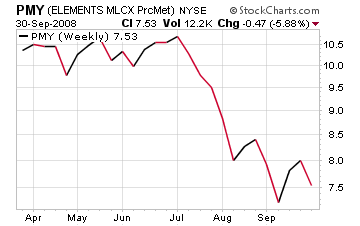 PMY (ELEMENTS MLCX PrcMet) NYSE © StockCharts.com
30-Sep-2008 Cl 7.53 Vol 12.2K Chg -0.47 (-5.88%) ▼
PMY (Weekly) 7.53
10.5
10.0
9.5
9.0
8.5
8.0
7.5
Apr May Jun Jul Aug Sep